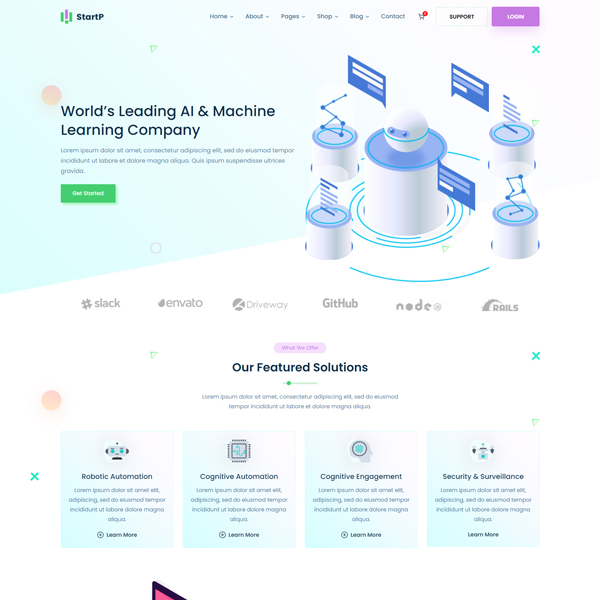 StartP
Home
About
Pages
Shop
Blog
Contact
SUPPORT
LOGIN
World's Leading AI & Machine
Learning Company
Lorem ipsum dolor sit amet, consectetur adipiscing elit, sed do eiusmod tempor
incididunt ut labore et dolore magna aliqua. Quis ipsum suspendisse ultrices
gravida.
Get Started
slack
envato
Driveway
GitHub
node
RAILS
What We Offer
Our Featured Solutions
Lorem ipsum dolor sit amet, consectetur adipiscing elit, sed do eiusmod
tempor incididunt ut labore et dolore magna aliqua.
Robotic Automation
Lorem ipsum dolor sit amet elit,
adipiscing, sed do eiusmod tempor
incididunt ut labore dolore magna
aliqua.
Learn More
Cognitive Automation
Lorem ipsum dolor sit amet elit,
adipiscing, sed do eiusmod tempor
incididunt ut labore dolore magna
aliqua.
Learn More
Cognitive Engagement
Lorem ipsum dolor sit amet elit,
adipiscing, sed do eiusmod tempor
incididunt ut labore dolore magna
aliqua.
Learn More
Security & Surveillance
Lorem ipsum dolor sit amet elit,
adipiscing, sed do eiusmod tempor
incididunt ut labore dolore magna
aliqua.
Learn More